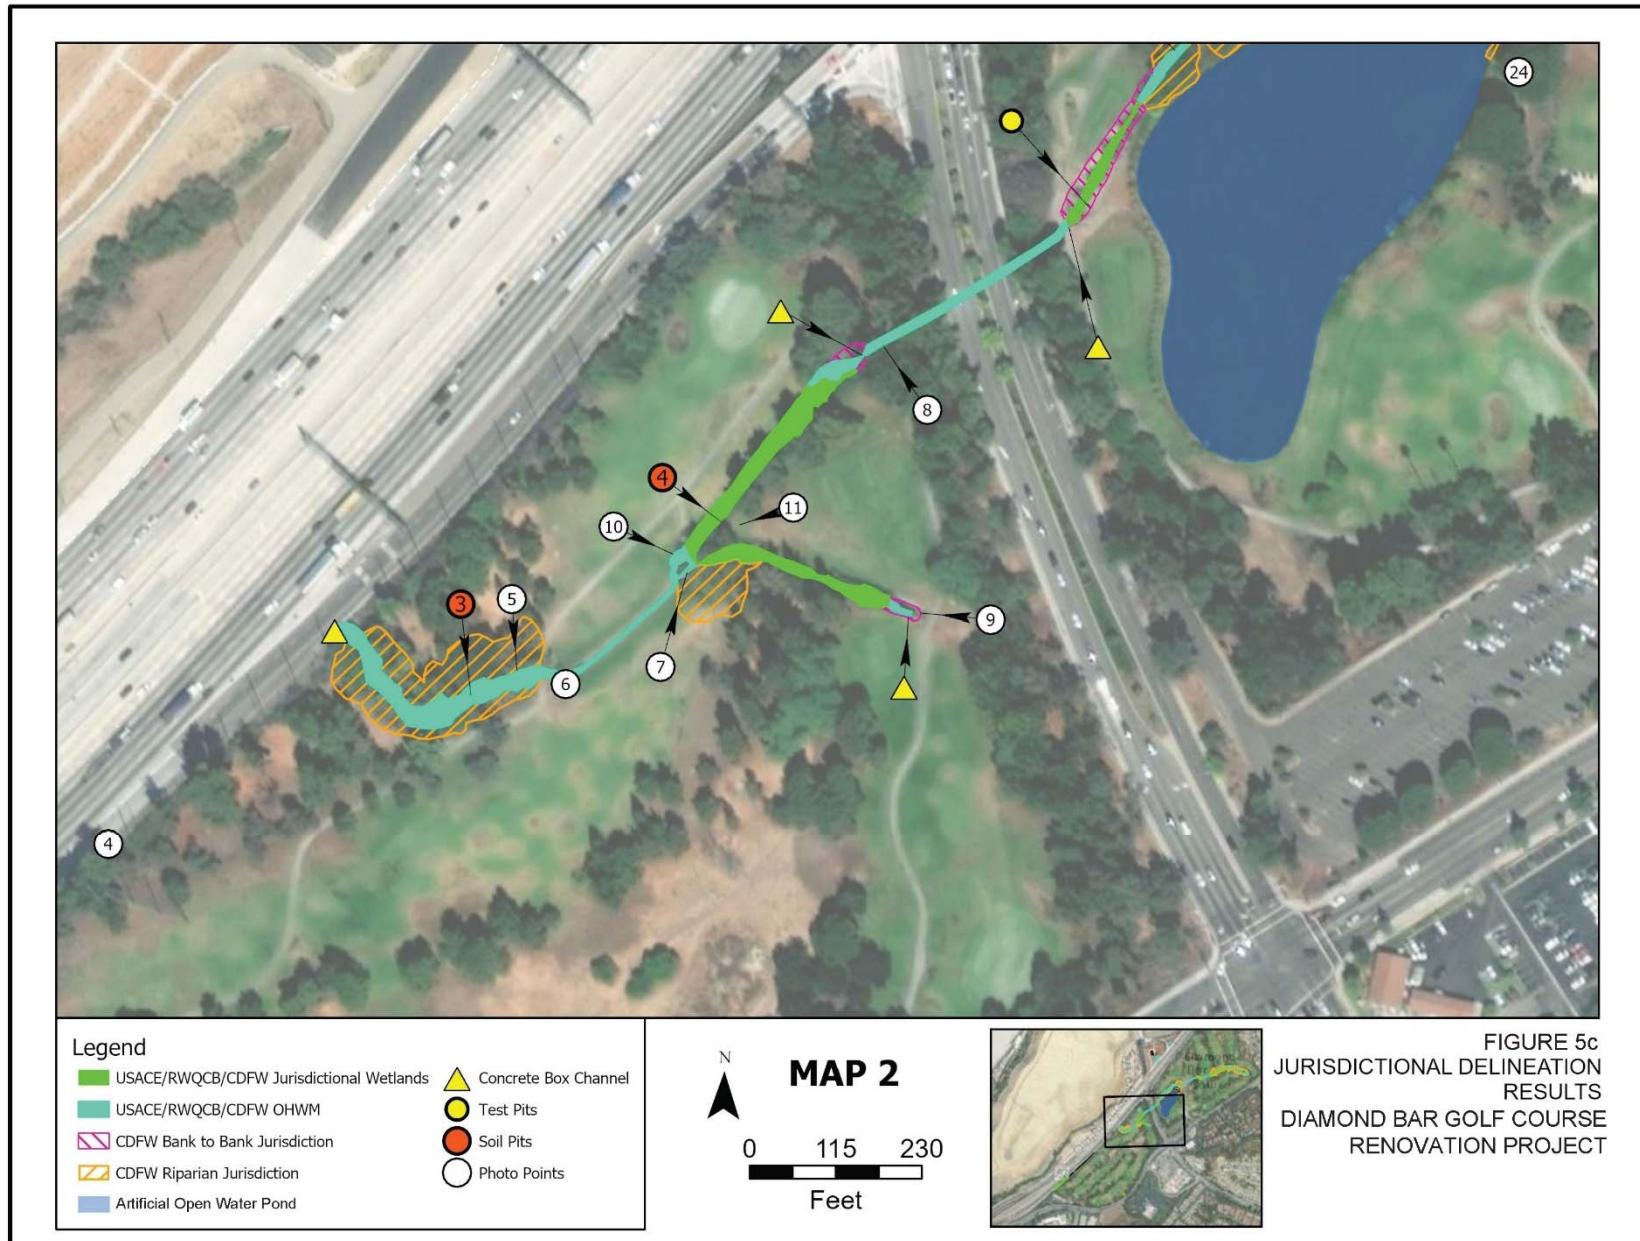 24
8
4
11
10
3
5
9
7
6
4
Legend
USACE/RWQCB/CDFW Jurisdictional Wetlands
USACE/RWQCB/CDFW OHWM
CDFW Bank to Bank Jurisdiction
CDFW Riparian Jurisdiction
Artificial Open Water Pond
Concrete Box Channel
Test Pits
Soil Pits
Photo Points
N
MAP 2
0 115 230
Feet
FIGURE 5c
JURISDICTIONAL DELINEATION
RESULTS
DIAMOND BAR GOLF COURSE
RENOVATION PROJECT